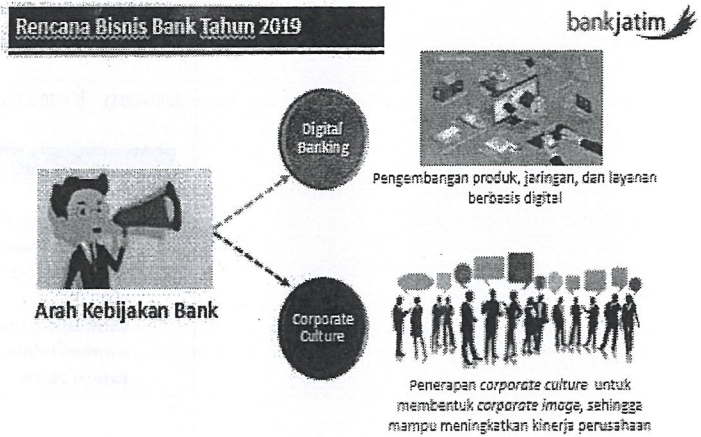 Rencana Bisnis Bank Tahun 2019
bankjatim
Digital
Banking
Pengembangan produk, jaringan, dan layanan
berbasis digital
Arah Kebijakan Bank
Corporate
Culture
Penerapan corporate culture untuk
membentuk corporate image, sehingga
mampu meningkatkan kinerja perusahaan